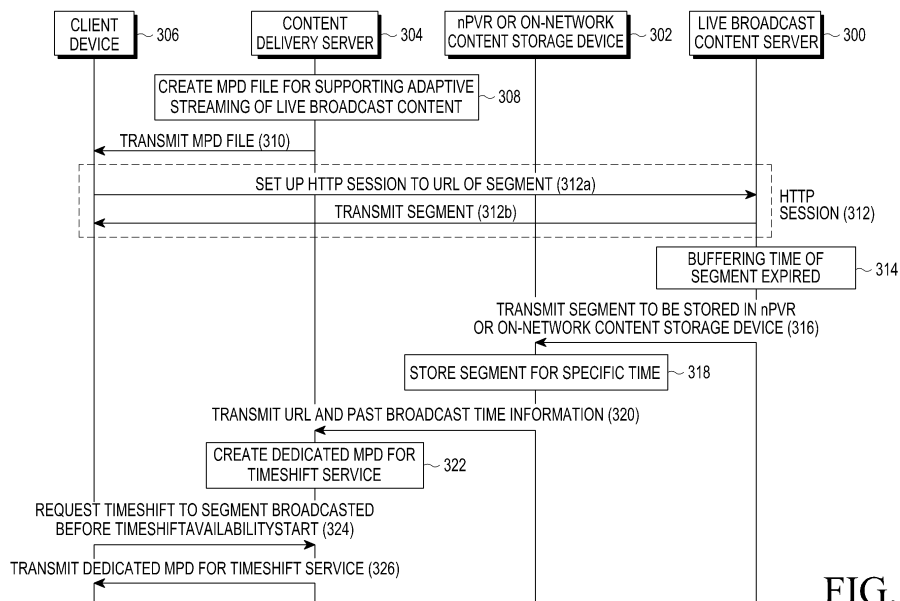 CLIENT
DEVICE
306
CONTENT
DELIVERY SERVER
304
nPVR OR ON-NETWORK
CONTENT STORAGE DEVICE
302
LIVE BROADCAST
CONTENT SERVER
300
CREATE MPD FILE FOR SUPPORTING ADAPTIVE
STREAMING OF LIVE BROADCAST CONTENT
308
TRANSMIT MPD FILE (310)
SET UP HTTP SESSION TO URL OF SEGMENT (312a)
TRANSMIT SEGMENT (312b)
HTTP
SESSION (312)
BUFFERING TIME OF
SEGMENT EXPIRED
314
TRANSMIT SEGMENT TO BE STORED IN nPVR
OR ON-NETWORK CONTENT STORAGE DEVICE (316)
STORE SEGMENT FOR SPECIFIC TIME
318
TRANSMIT URL AND PAST BROADCAST TIME INFORMATION (320)
CREATE DEDICATED MPD FOR
TIMESHIFT SERVICE
322
REQUEST TIMESHIFT TO SEGMENT BROADCASTED
BEFORE TIMESHIFTAVAILABILITYSTART (324)
TRANSMIT DEDICATED MPD FOR TIMESHIFT SERVICE (326)
FIG.